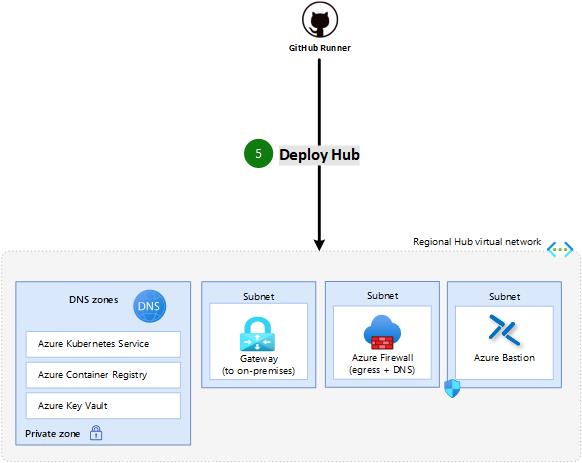 GitHub Runner
5
Deploy Hub
Regional Hub virtual network
DNS zones
DNS
Azure Kubernetes Service
Azure Container Registry
Azure Key Vault
Private zone
Subnet
Gateway
(to on-premises)
Subnet
Azure Firewall
(egress + DNS)
Subnet
Azure Bastion